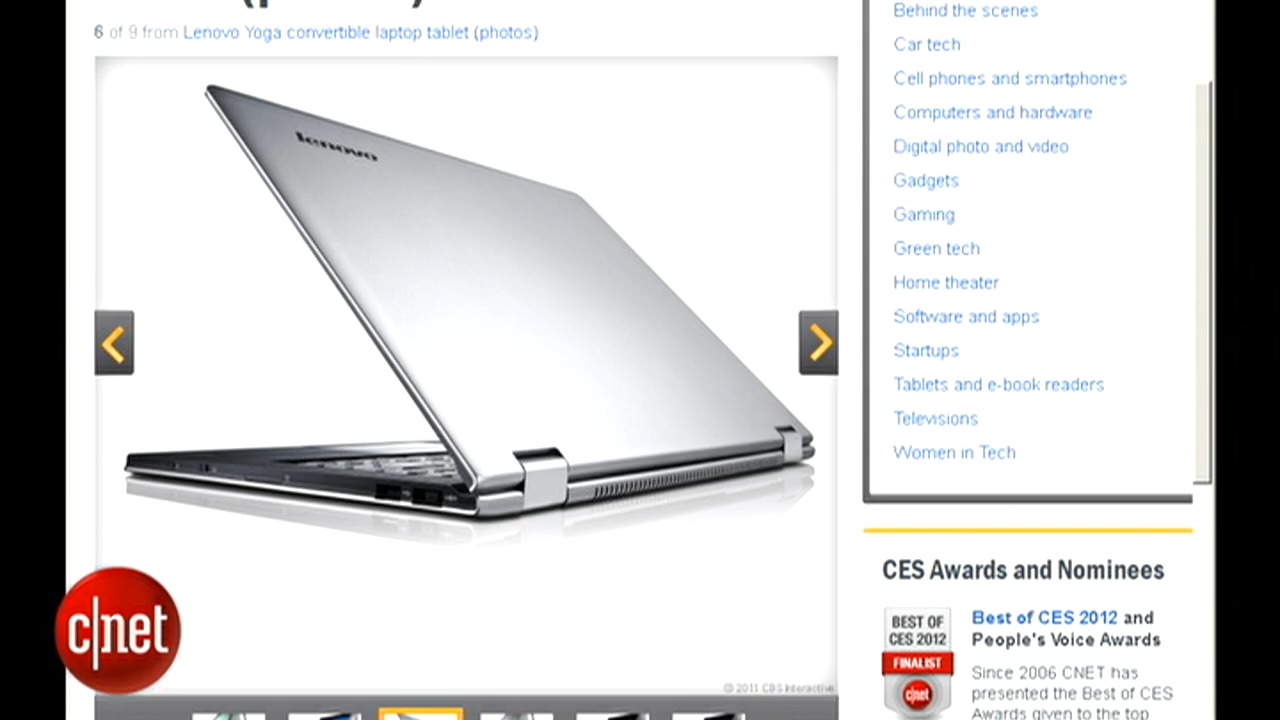 6 of 9 from Lenovo Yoga convertible laptop tablet (photos)
lenovo
© 2011 CBS Interactive
c|net
Behind the scenes
Car tech
Cell phones and smartphones
Computers and hardware
Digital photo and video
Gadgets
Gaming
Green tech
Home theater
Software and apps
Startups
Tablets and e-book readers
Televisions
Women in Tech
CES Awards and Nominees
BEST OF
CES 2012
FINALIST
c|net
Best of CES 2012 and
People's Voice Awards
Since 2006 CNET has
presented the Best of CES
Awards given to the top